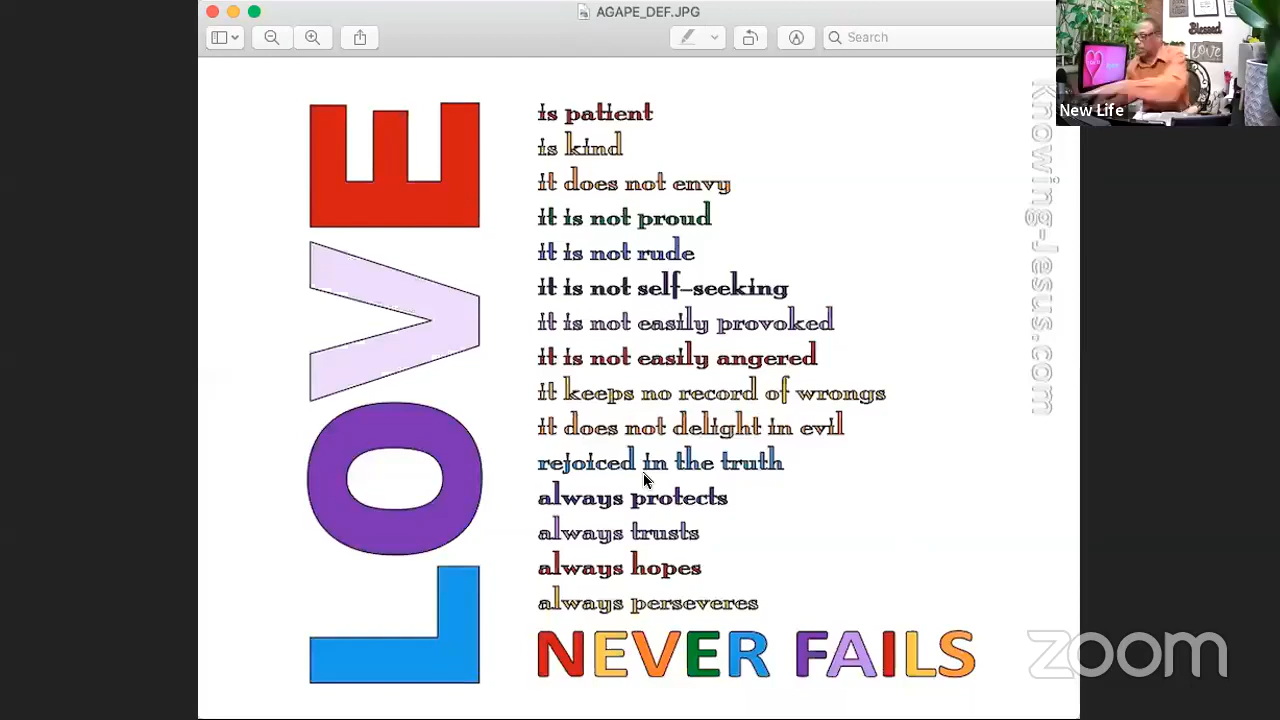 AGAPE_DEF.JPG
Search
LOVE
is patient
is kind
it does not envy
it is not proud
it is not rude
it is not self-seeking
it is not easily provoked
it is not easily angered
it keeps no record of wrongs
it does not delight in evil
rejoiced in the truth
always protects
always trusts
always hopes
always perseveres
NEVER FAILS
knowing-Jesus.com
Blessed
LOVE
New Life
zoom